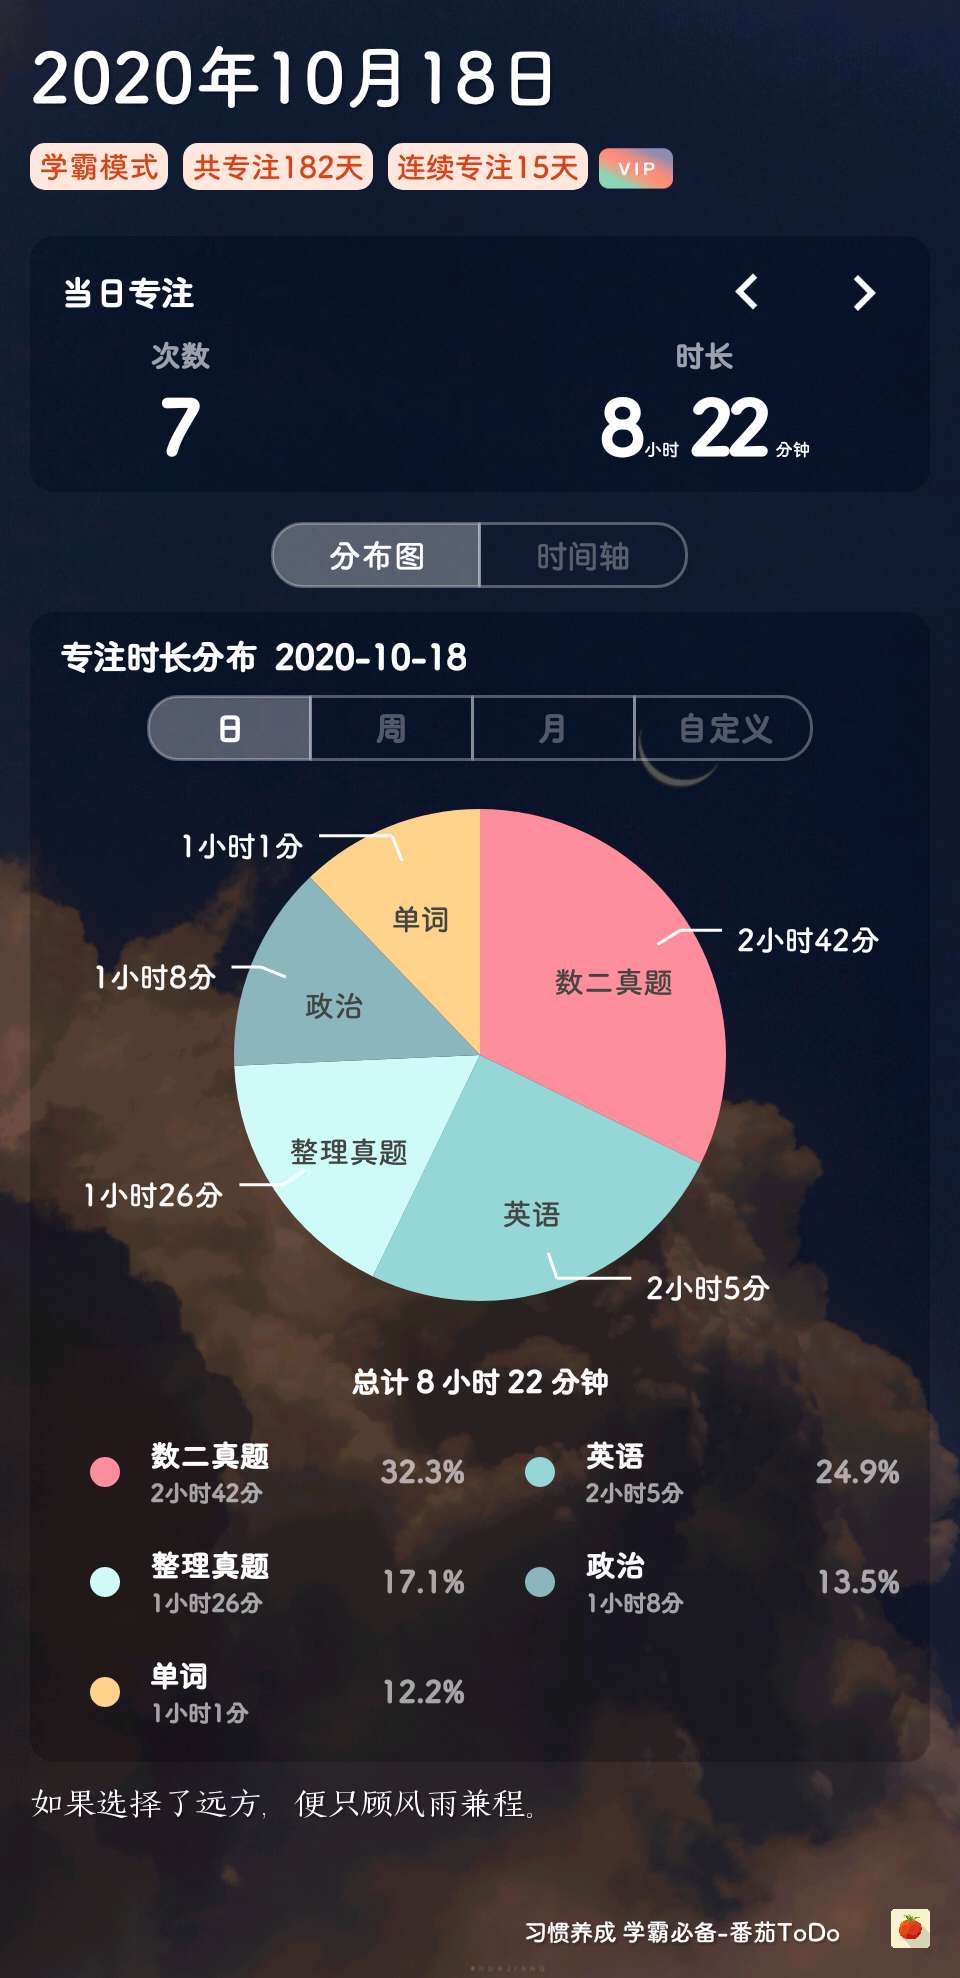 2020年10月18日
学霸模式 共专注182天 连续专注15天 VIP
当日专注
次数 时长
7 8小时 22分钟
分布图 时间轴
专注时长分布 2020-10-18
日 周 月 自定义
1小时1分
单词
2小时42分
1小时8分
数二真题
政治
整理真题
1小时26分
英语
2小时5分
总计 8 小时 22 分钟
数二真题 32.3% 英语 24.9%
2小时42分 2小时5分
整理真题 17.1% 政治 13.5%
1小时26分 1小时8分
单词 12.2%
1小时1分
如果选择了远方，便只顾风雨兼程。
习惯养成 学霸必备-番茄ToDo